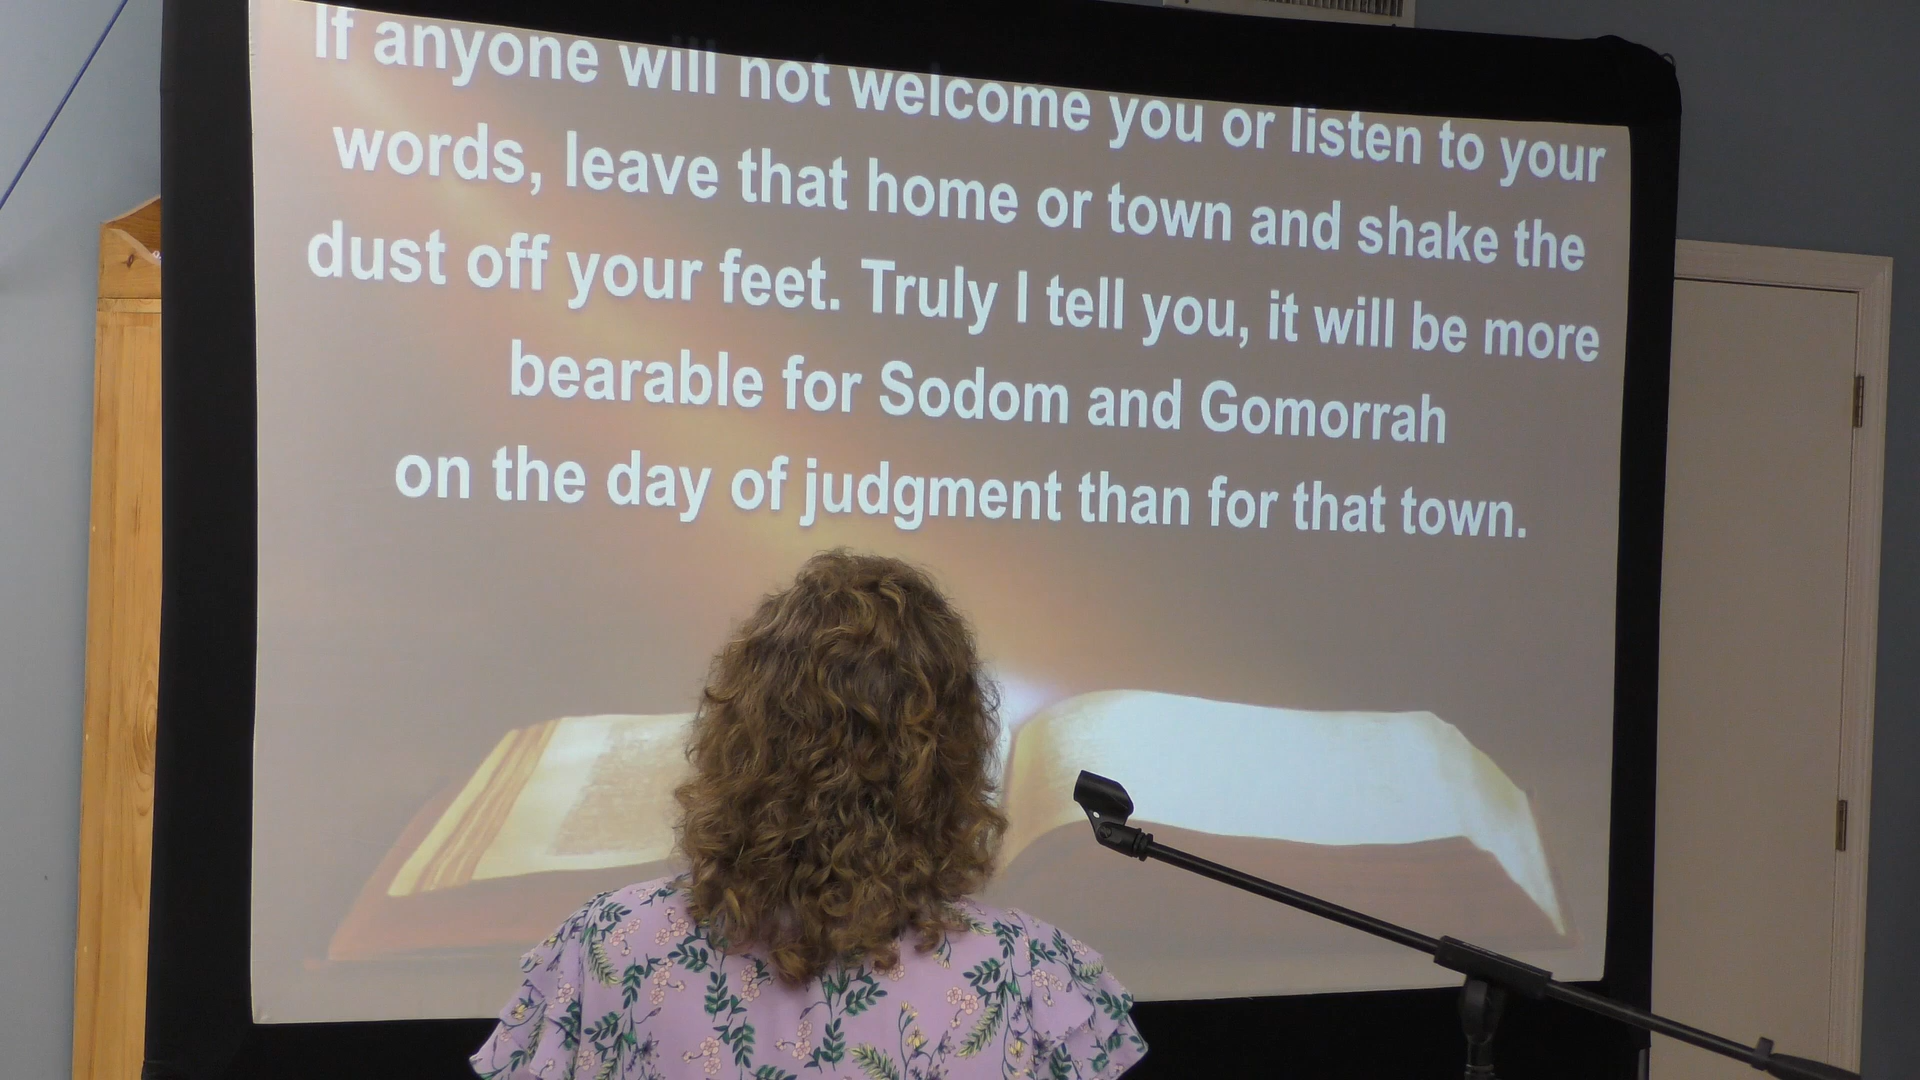 If anyone will not welcome you or listen to your
words, leave that home or town and shake the
dust off your feet. Truly I tell you, it will be more
bearable for Sodom and Gomorrah
on the day of judgment than for that town.